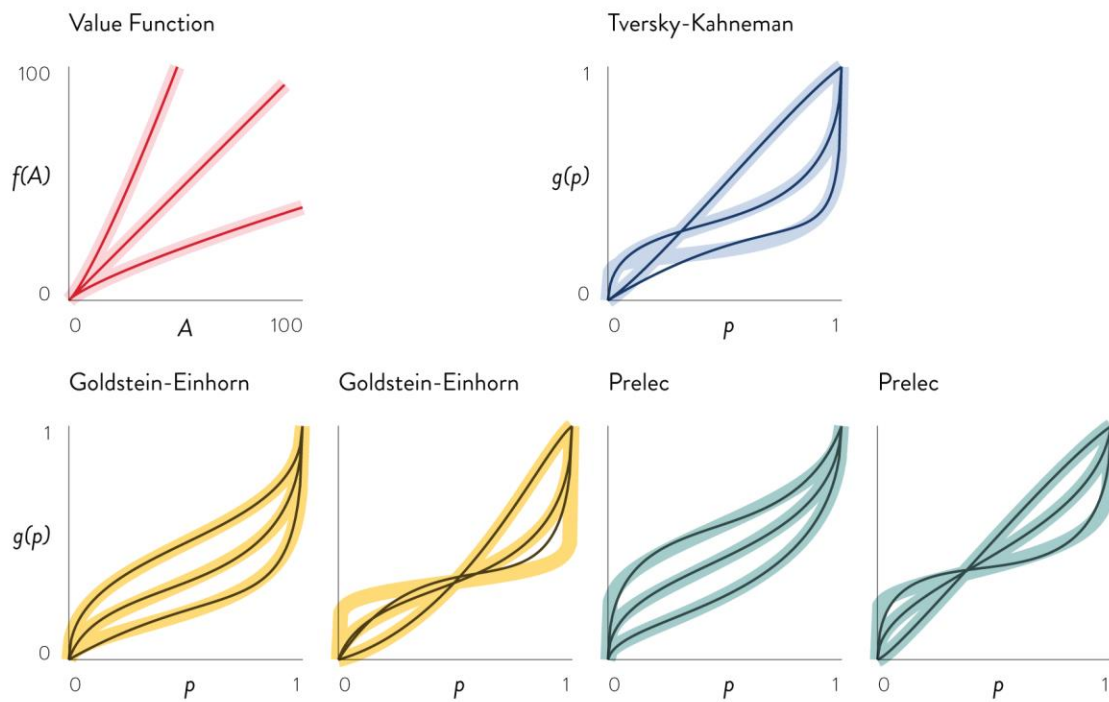 Value Function
100
f(A)
0
0
A
100
Tversky-Kahneman
1
g(p)
0
0
p
1
Goldstein-Einhorn
1
g(p)
0
0
p
1
Goldstein-Einhorn
0
p
1
Prelec
0
p
1
Prelec
0
p
1